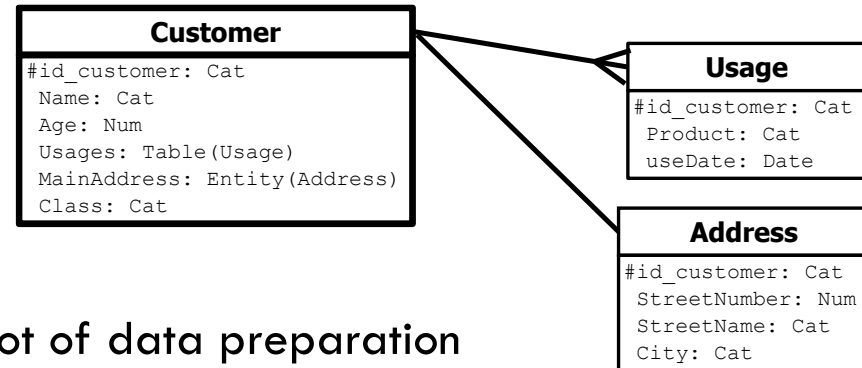 Customer
#id_customer: Cat
Name: Cat
Age: Num
Usages: Table(Usage)
MainAddress: Entity(Address)
Class: Cat
Usage
#id_customer: Cat
Product: Cat
useDate: Date
Address
#id_customer: Cat
StreetNumber: Num
StreetName: Cat
City: Cat
ot of data preparation